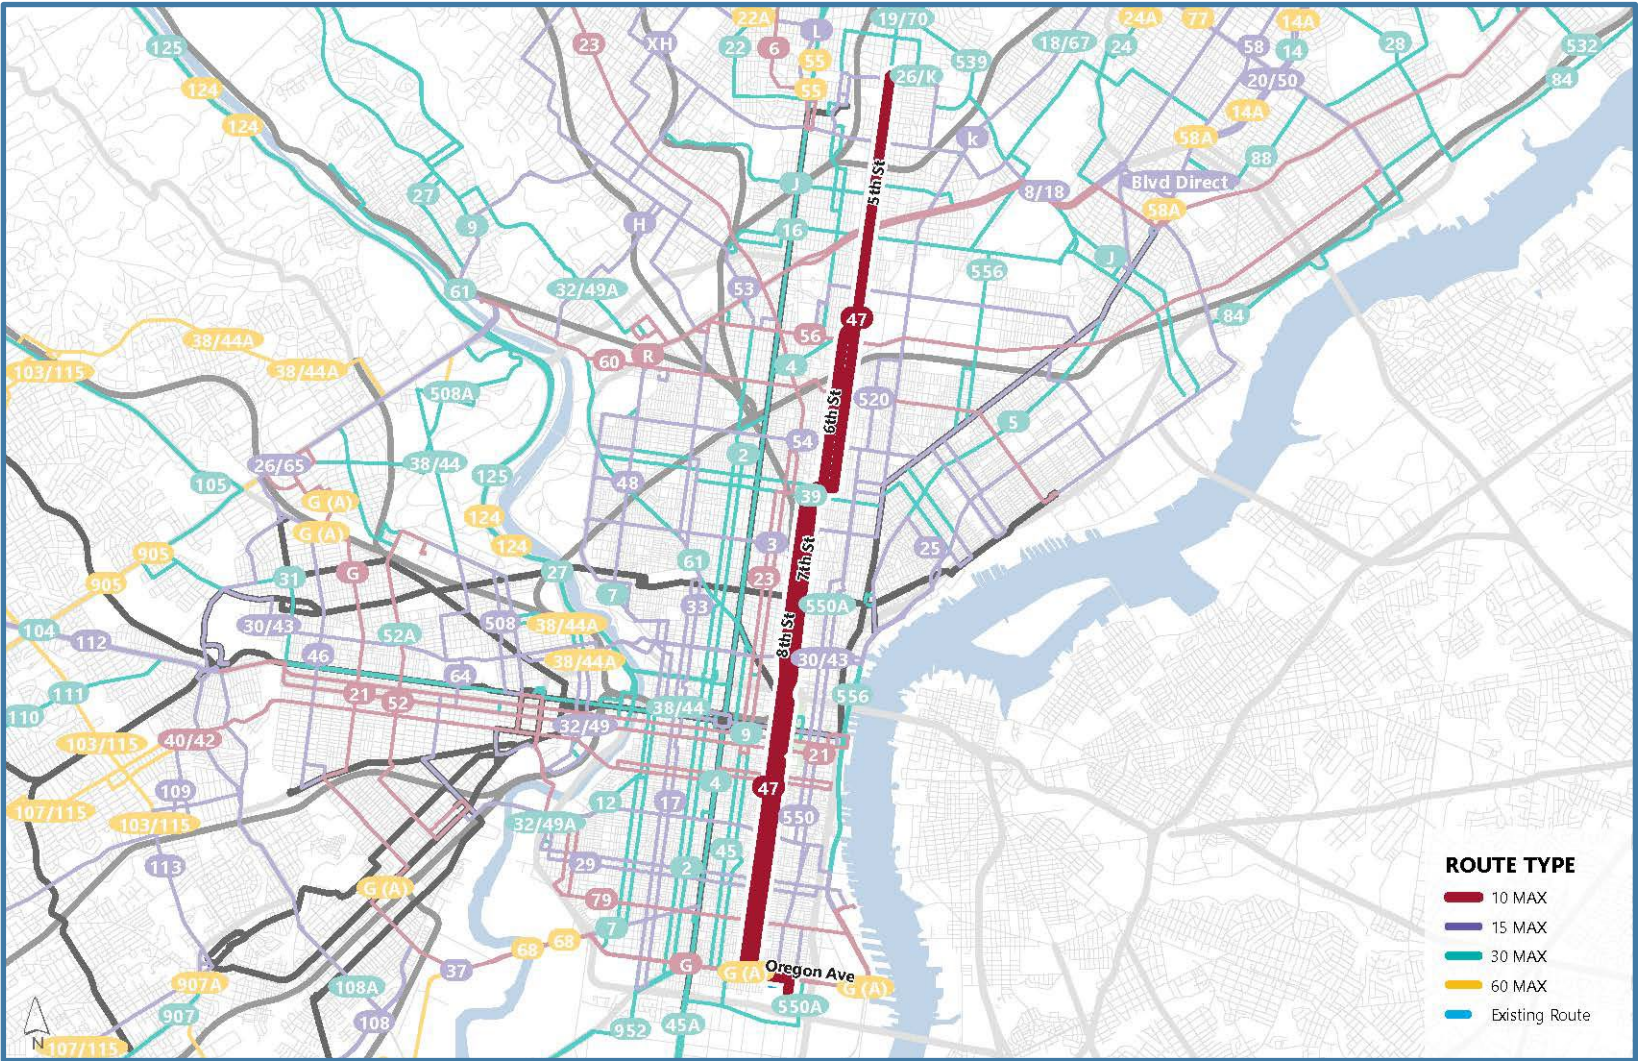 22A
19/70
24A
77
14A
125
23
XH
22
6
L
55
18/67
24
58
14
28
532
539
124
55
26/K
20/50
84
124
14A
k
58A
88
27
J
5th St
8/18
Blvd Direct
58A
9
H
16
J
556
61
32/49A
53
84
47
38/44A
56
103/115
38/44A
60
R
4
508A
6th St
520
5
54
26/65
38/44
2
105
125
48
39
G (A)
124
G (A)
124
3
25
905
7th St
61
905
31
G
27
23
7
33
550A
104
112
30/43
52A
508
38/44A
8th St
46
38/44A
30/43
64
111
21
52
556
110
38/44
32/49
9
103/115
40/42
21
4
47
109
12
17
107/115
103/115
550
32/49A
45
113
29
2
ROUTE TYPE
G (A)
79
10 MAX
7
15 MAX
68
68
30 MAX
37
G
G (A)
Oregon Ave
907A
108A
G (A)
60 MAX
550A
907
108
952
45A
Existing Route
N
107/115